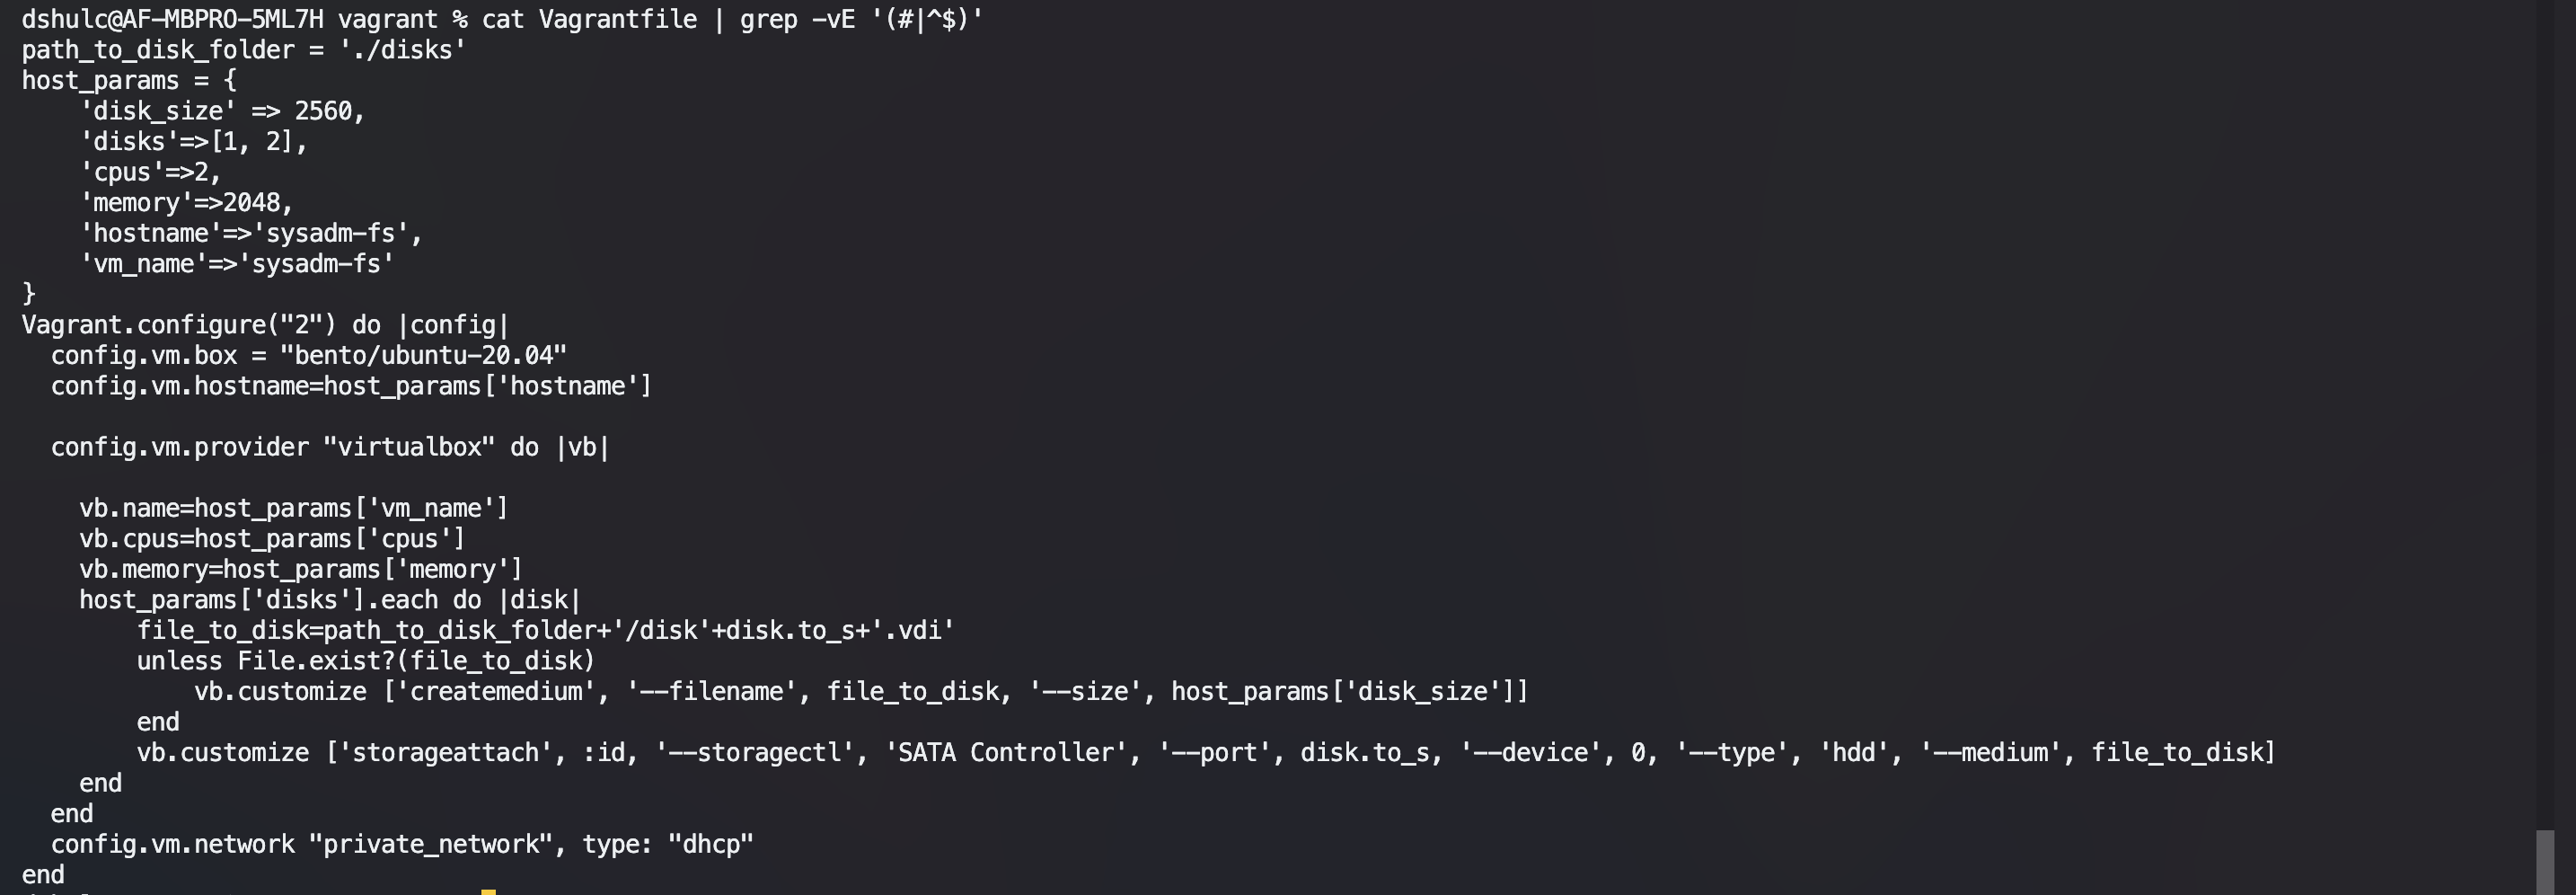 dshulc@AF-MBPRO-5ML7H vagrant % cat Vagrantfile | grep -vE '(#|^$)'
path_to_disk_folder = './disks'
host_params = {
    'disk_size' => 2560,
    'disks'=>[1, 2],
    'cpus'=>2,
    'memory'=>2048,
    'hostname'=>'sysadm-fs',
    'vm_name'=>'sysadm-fs'
}
Vagrant.configure("2") do |config|
  config.vm.box = "bento/ubuntu-20.04"
  config.vm.hostname=host_params['hostname']
  config.vm.provider "virtualbox" do |vb|
    vb.name=host_params['vm_name']
    vb.cpus=host_params['cpus']
    vb.memory=host_params['memory']
    host_params['disks'].each do |disk|
        file_to_disk=path_to_disk_folder+'/disk'+disk.to_s+'.vdi'
        unless File.exist?(file_to_disk)
            vb.customize ['createmedium', '--filename', file_to_disk, '--size', host_params['disk_size']]
        end
        vb.customize ['storageattach', :id, '--storagectl', 'SATA Controller', '--port', disk.to_s, '--device', 0, '--type', 'hdd', '--medium', file_to_disk]
    end
  end
  config.vm.network "private_network", type: "dhcp"
end